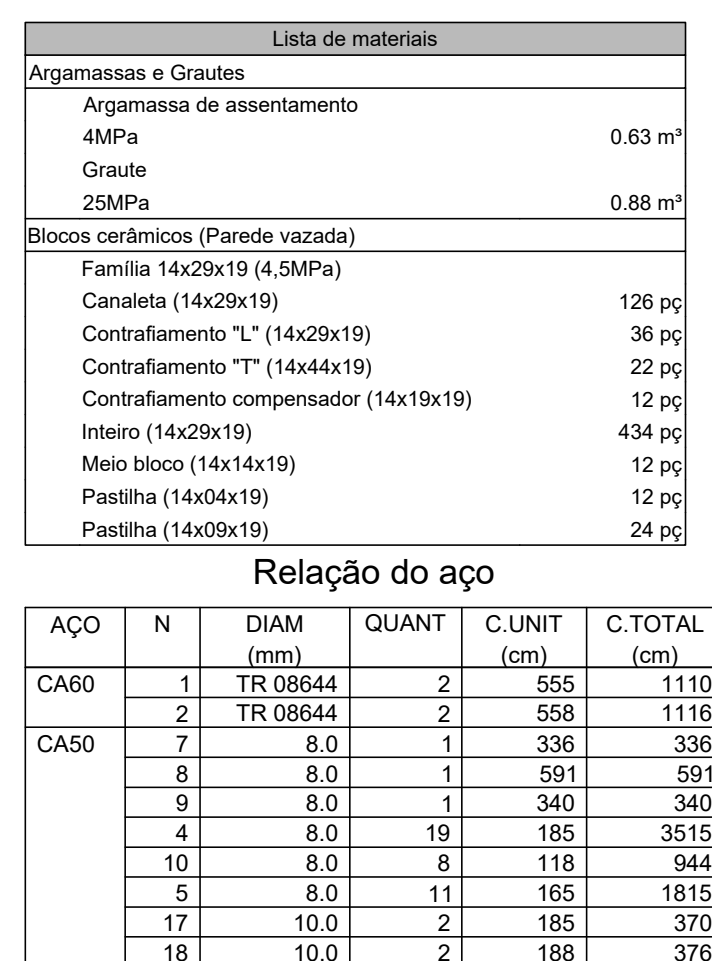 Lista de materiais
Argamassas e Grautes
Argamassa de assentamento
4MPa 0.63 m³
Graute
25MPa 0.88 m³
Blocos cerâmicos (Parede vazada)
Família 14x29x19 (4,5MPa)
Canaleta (14x29x19) 126 pç
Contrafiamento "L" (14x29x19) 36 pç
Contrafiamento "T" (14x44x19) 22 pç
Contrafiamento compensador (14x19x19) 12 pç
Inteiro (14x29x19) 434 pç
Meio bloco (14x14x19) 12 pç
Pastilha (14x04x19) 12 pç
Pastilha (14x09x19) 24 pç
Relação do aço
AÇO N DIAM QUANT C.UNIT C.TOTAL
(mm) (cm) (cm)
CA60 1 TR 08644 2 555 1110
2 TR 08644 2 558 1116
CA50 7 8.0 1 336 336
8 8.0 1 591 591
9 8.0 1 340 340
4 8.0 19 185 3515
10 8.0 8 118 944
5 8.0 11 165 1815
17 10.0 2 185 370
18 10.0 2 188 376